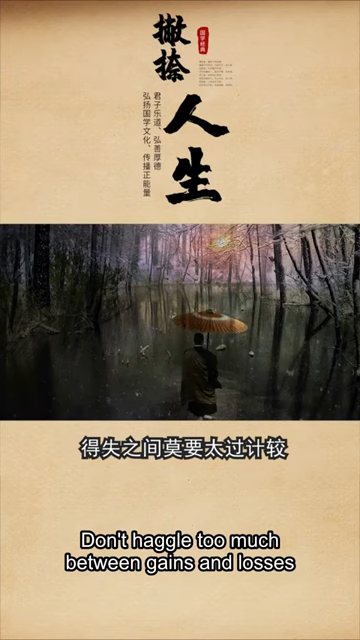 撇捺
人生
国学经典
君子乐道、弘善厚德
弘扬国学文化、传播正能量
得失之间莫要太过计较
Don't haggle too much
between gains and losses